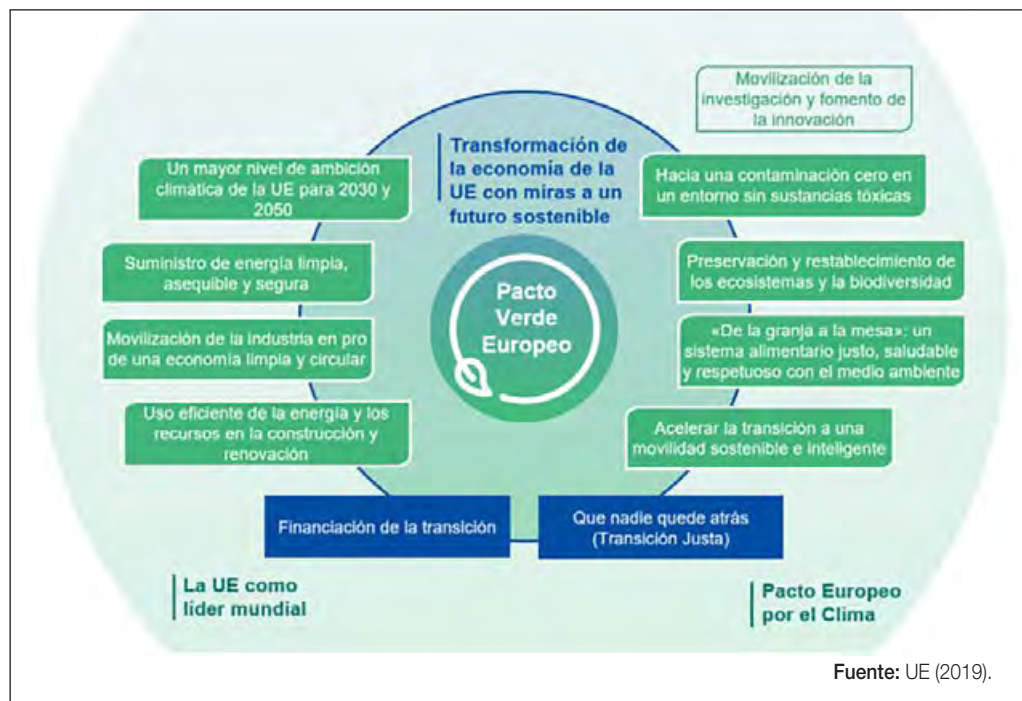 Movilización de la
investigación y fomento de
la innovación
Transformación de
la economía de la
UE con miras a un
futuro sostenible
Un mayor nivel de ambición
climática de la UE para 2030 y
2050
Hacia una contaminación cero en
un entorno sin sustancias tóxicas
Suministro de energía limpia,
asequible y segura
Preservación y restablecimiento de
los ecosistemas y la biodiversidad
Pacto
Verde
Europeo
Movilización de la industria en pro
de una economía limpia y circular
«De la granja a la mesa»: un
sistema alimentario justo, saludable
y respetuoso con el medio ambiente
Uso eficiente de la energía y los
recursos en la construcción y
renovación
Acelerar la transición a una
movilidad sostenible e inteligente
Financiación de la transición
Que nadie quede atrás
(Transición Justa)
La UE como
líder mundial
Pacto Europeo
por el Clima
Fuente: UE (2019).